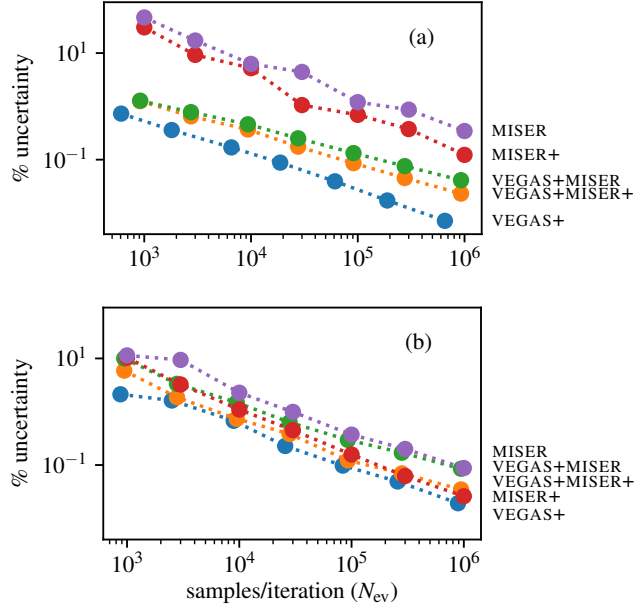 (a)
10^1
10^-1
% uncertainty
MISER
MISER+
VEGAS+MISER
VEGAS+MISER+
VEGAS+
10^3
10^4
10^5
10^6
(b)
10^1
10^-1
% uncertainty
MISER
VEGAS+MISER
VEGAS+MISER+
MISER+
VEGAS+
10^3
10^4
10^5
10^6
samples/iteration (N_ev)